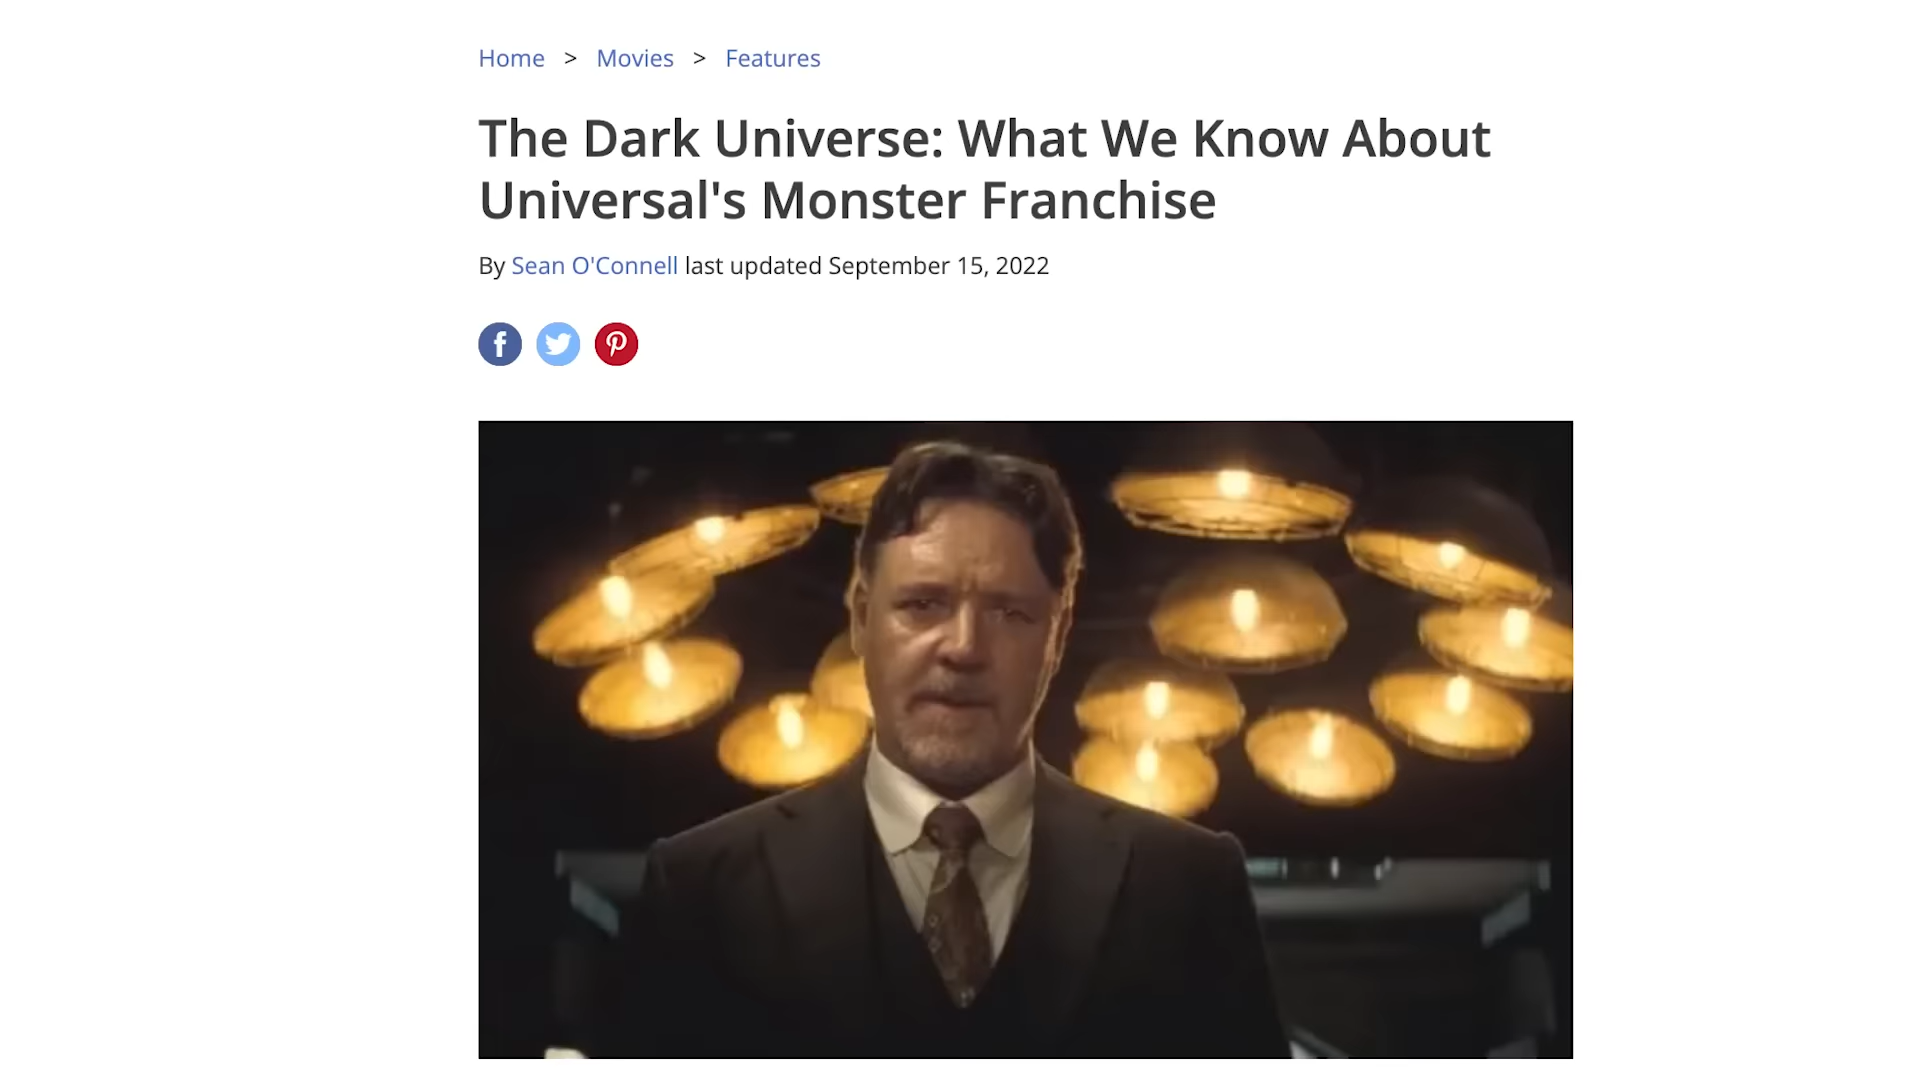 Home > Movies > Features
The Dark Universe: What We Know About
Universal's Monster Franchise
By Sean O'Connell last updated September 15, 2022